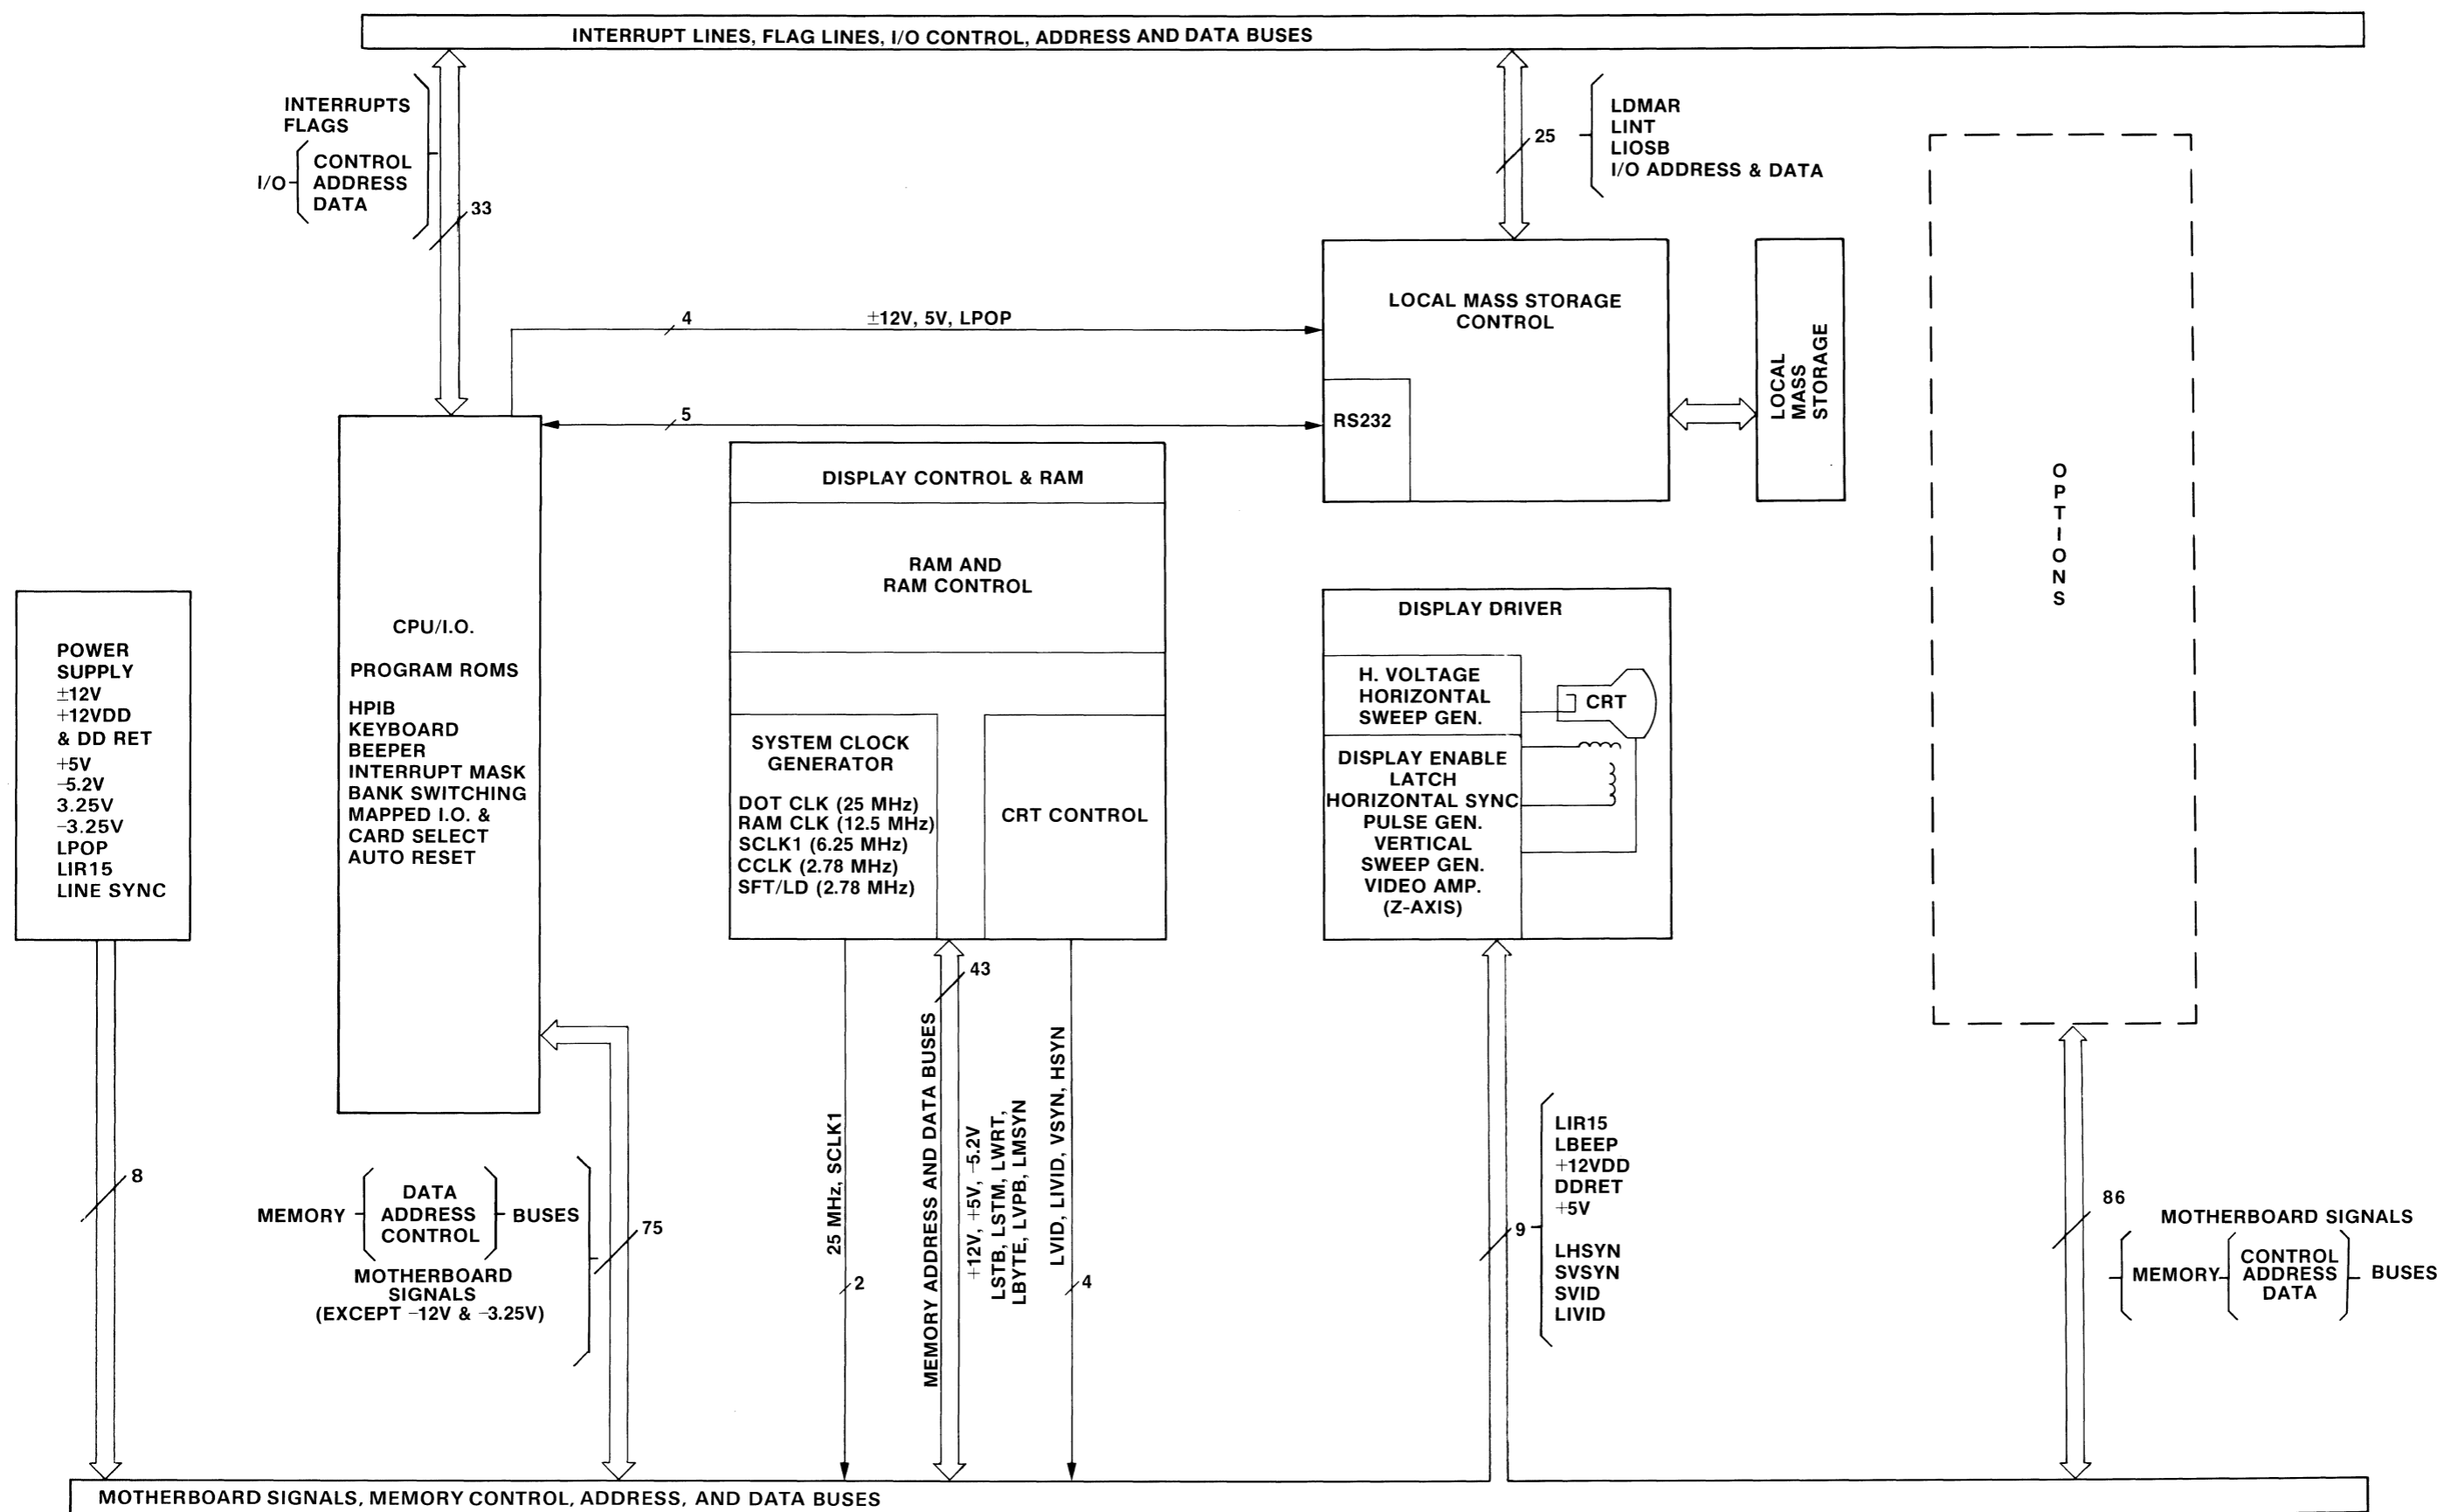 INTERRUPT LINES, FLAG LINES, I/O CONTROL, ADDRESS AND DATA BUSES
INTERRUPTS
FLAGS
I/O
CONTROL
ADDRESS
DATA
33
25
LDMAR
LINT
LIOSB
I/O ADDRESS & DATA
4
±12V, 5V, LPOP
5
LOCAL MASS STORAGE
CONTROL
RS232
LOCAL
MASS
STORAGE
OPTIONS
POWER
SUPPLY
±12V
+12VDD
& DD RET
+5V
−5.2V
3.25V
−3.25V
LPOP
LIR15
LINE SYNC
8
CPU/I.O.
PROGRAM ROMS
HPIB
KEYBOARD
BEEPER
INTERRUPT MASK
BANK SWITCHING
MAPPED I.O. &
CARD SELECT
AUTO RESET
MEMORY
DATA
ADDRESS
CONTROL
BUSES
MOTHERBOARD
SIGNALS
(EXCEPT −12V & −3.25V)
75
DISPLAY CONTROL & RAM
RAM AND
RAM CONTROL
SYSTEM CLOCK
GENERATOR
DOT CLK (25 MHz)
RAM CLK (12.5 MHz)
SCLK1 (6.25 MHz)
CCLK (2.78 MHz)
SFT/LD (2.78 MHz)
CRT CONTROL
25 MHz, SCLK1
2
MEMORY ADDRESS AND DATA BUSES
43
+12V, +5V, −5.2V
LSTB, LSTM, LWRT,
LBYTE, LVPB, LMSYN
LVID, LIVID, VSYN, HSYN
4
DISPLAY DRIVER
H. VOLTAGE
HORIZONTAL
SWEEP GEN.
CRT
DISPLAY ENABLE
LATCH
HORIZONTAL SYNC
PULSE GEN.
VERTICAL
SWEEP GEN.
VIDEO AMP.
(Z-AXIS)
9
LIR15
LBEEP
+12VDD
DDRET
+5V
LHSYN
SVSYN
SVID
LIVID
86
MOTHERBOARD SIGNALS
MEMORY
CONTROL
ADDRESS
DATA
BUSES
MOTHERBOARD SIGNALS, MEMORY CONTROL, ADDRESS, AND DATA BUSES